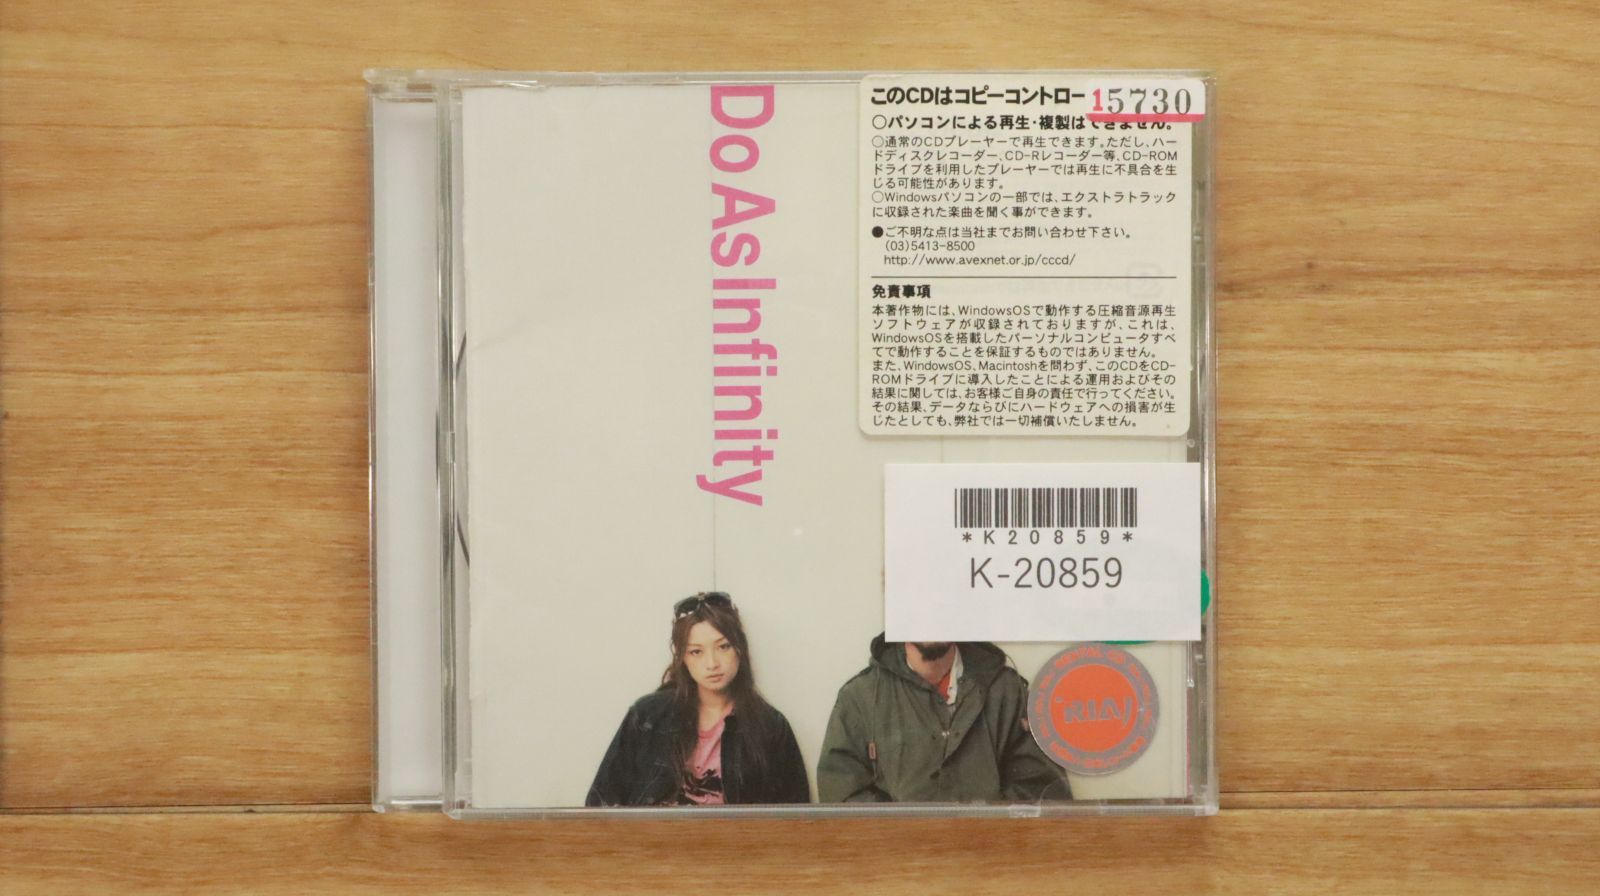 Do As Infinity
このCDはコピーコントロー
15730
○パソコンによる再生・複製はできません。
○通常のCDプレーヤーで再生できます。ただし、ハー
ドディスクレコーダー、CD-Rレコーダー等、CD-ROM
ドライブを利用したプレーヤーでは再生に不具合を生
じる可能性があります。
○Windowsパソコンの一部では、エクストラトラック
に収録された楽曲を聞く事ができます。
●ご不明な点は当社までお問い合わせ下さい。
(03)5413-8500
http://www.avexnet.or.jp/cccd/
免責事項
本著作物には、WindowsOSで動作する圧縮音源再生
ソフトウェアが収録されておりますが、これは、
WindowsOSを搭載したパーソナルコンピュータすべ
てで動作することを保証するものではありません。
また、WindowsOS、Macintoshを問わず、このCDをCD-
ROMドライブに導入したことによる運用およびその
結果に関しては、お客様ご自身の責任で行ってください。
その結果、データならびにハードウェアへの損害が生
じたとしても、弊社では一切補償いたしません。
*K20859*
K-20859
RENTAL CD
RIAJ